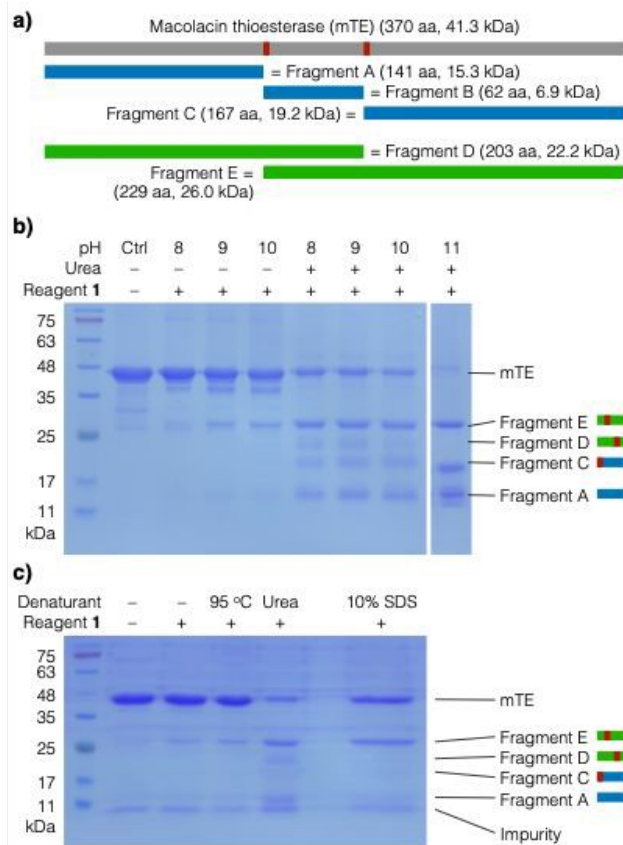 a)
Macolacin thioesterase (mTE) (370 aa, 41.3 kDa)
= Fragment A (141 aa, 15.3 kDa)
= Fragment B (62 aa, 6.9 kDa)
Fragment C (167 aa, 19.2 kDa) =
= Fragment D (203 aa, 22.2 kDa)
Fragment E =
(229 aa, 26.0 kDa)
b)
pH Ctrl 8 9 10 8 9 10 11
Urea – – – – + + + +
Reagent 1 – + + + + + + +
75
63
48
mTE
35
Fragment E
25
Fragment D
Fragment C
17
Fragment A
11
kDa
c)
Denaturant – – 95 ºC Urea 10% SDS
Reagent 1 – + + + +
75
63
48
mTE
35
Fragment E
25
Fragment D
Fragment C
17
Fragment A
11
Impurity
kDa